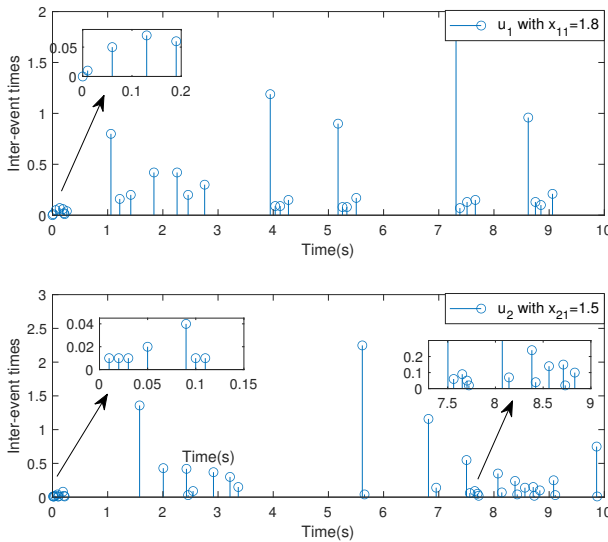 2
u1 with x11=1.8
0.05
0
0 0.1 0.2
1.5
1
0.5
0
Inter-event times
0 1 2 3 4 5 6 7 8 9 10
Time(s)
3
u2 with x21=1.5
2.5
0.04
0.02
0
0 0.05 0.1 0.15
0.2
0
7.5 8 8.5 9
2
1.5
1
0.5
0
Inter-event times
Time(s)
0 1 2 3 4 5 6 7 8 9 10
Time(s)